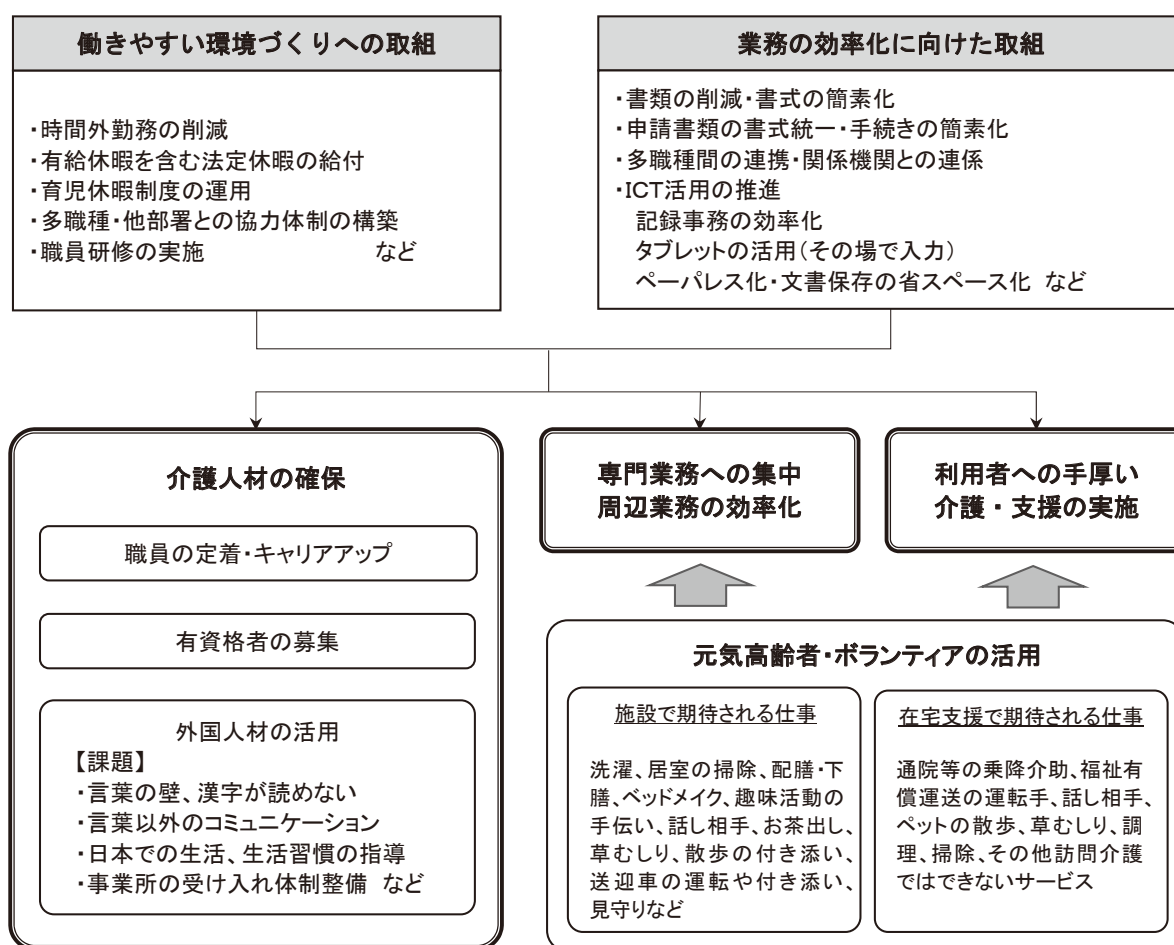 働きやすい環境づくりへの取組
・時間外勤務の削減
・有給休暇を含む法定休暇の給付
・育児休暇制度の運用
・多職種・他部署との協力体制の構築
・職員研修の実施 など
業務の効率化に向けた取組
・書類の削減・書式の簡素化
・申請書類の書式統一・手続きの簡素化
・多職種間の連携・関係機関との連係
・ICT活用の推進
記録事務の効率化
タブレットの活用(その場で入力)
ペーパレス化・文書保存の省スペース化 など
介護人材の確保
職員の定着・キャリアアップ
有資格者の募集
外国人材の活用
【課題】
・言葉の壁、漢字が読めない
・言葉以外のコミュニケーション
・日本での生活、生活習慣の指導
・事業所の受け入れ体制整備 など
専門業務への集中
周辺業務の効率化
利用者への手厚い
介護・支援の実施
元気高齢者・ボランティアの活用
施設で期待される仕事
洗濯、居室の掃除、配膳・下
膳、ベッドメイク、趣味活動の
手伝い、話し相手、お茶出し、
草むしり、散歩の付き添い、
送迎車の運転や付き添い、
見守りなど
在宅支援で期待される仕事
通院等の乗降介助、福祉有
償運送の運転手、話し相手、
ペットの散歩、草むしり、調
理、掃除、その他訪問介護
ではできないサービス